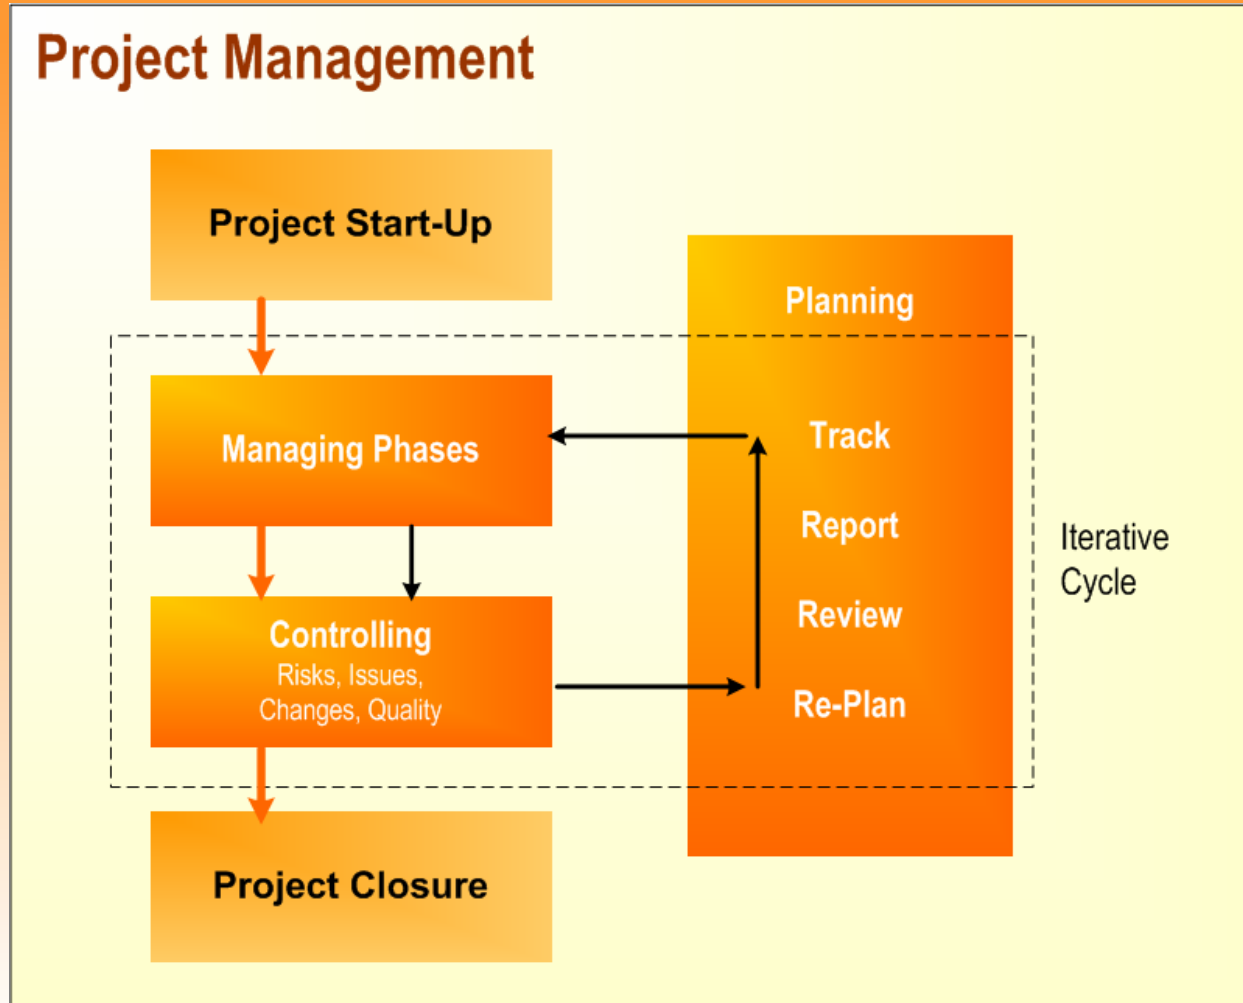 Project Management
Project Start-Up
Planning
Managing Phases
Track
Report
Iterative
Cycle
Controlling
Risks, Issues,
Changes, Quality
Review
Re-Plan
Project Closure